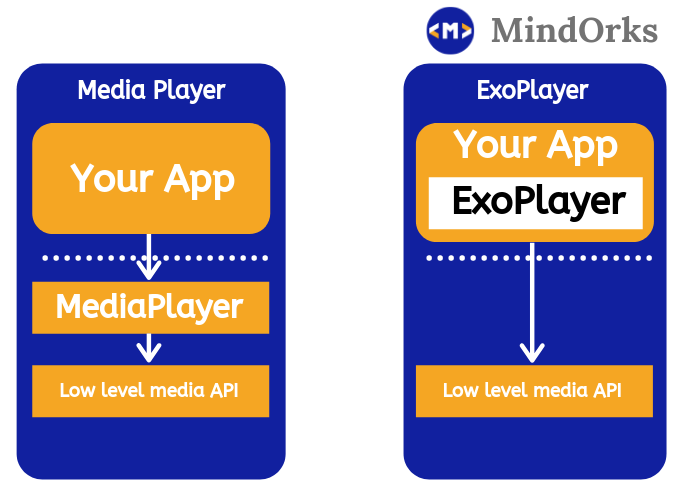 <M> MindOrks
Media Player
Your App
MediaPlayer
Low level media API
ExoPlayer
Your App
ExoPlayer
Low level media API